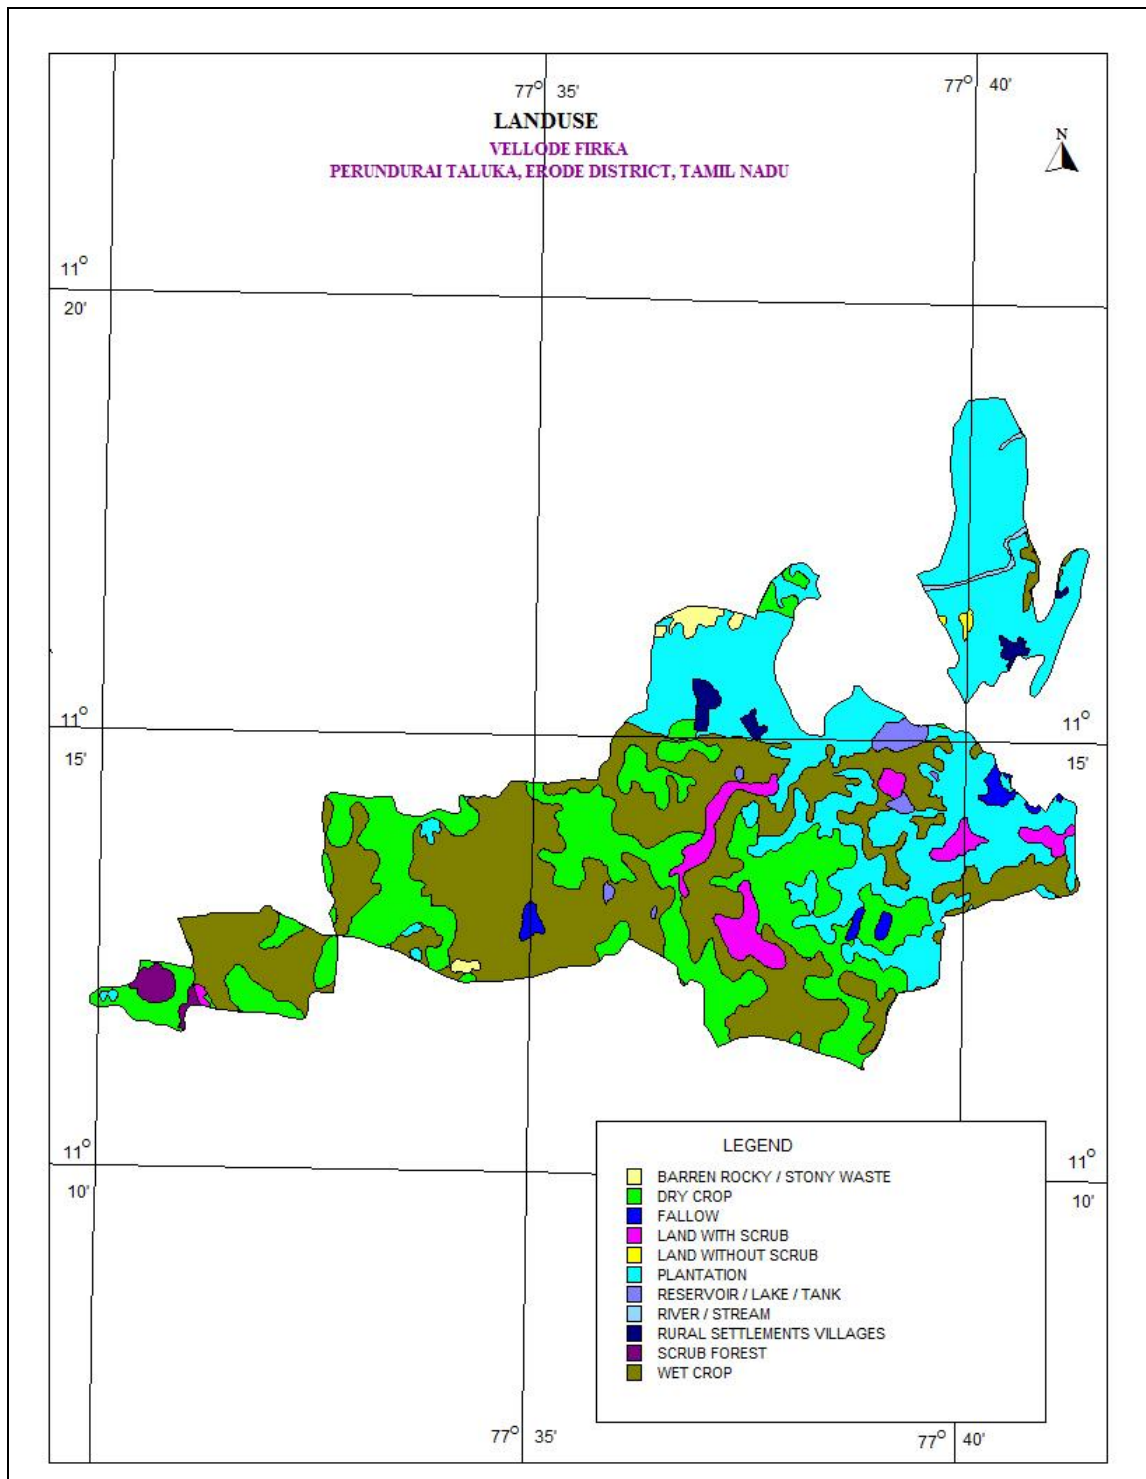 77° 35'
77° 40'
LANDUSE
VELLODE FIRKA
PERUNDURAI TALUKA, ERODE DISTRICT, TAMIL NADU
N
11°
20'
11°
15'
11°
15'
11°
10'
11°
10'
LEGEND
BARREN ROCKY / STONY WASTE
DRY CROP
FALLOW
LAND WITH SCRUB
LAND WITHOUT SCRUB
PLANTATION
RESERVOIR / LAKE / TANK
RIVER / STREAM
RURAL SETTLEMENTS VILLAGES
SCRUB FOREST
WET CROP
77° 35'
77° 40'